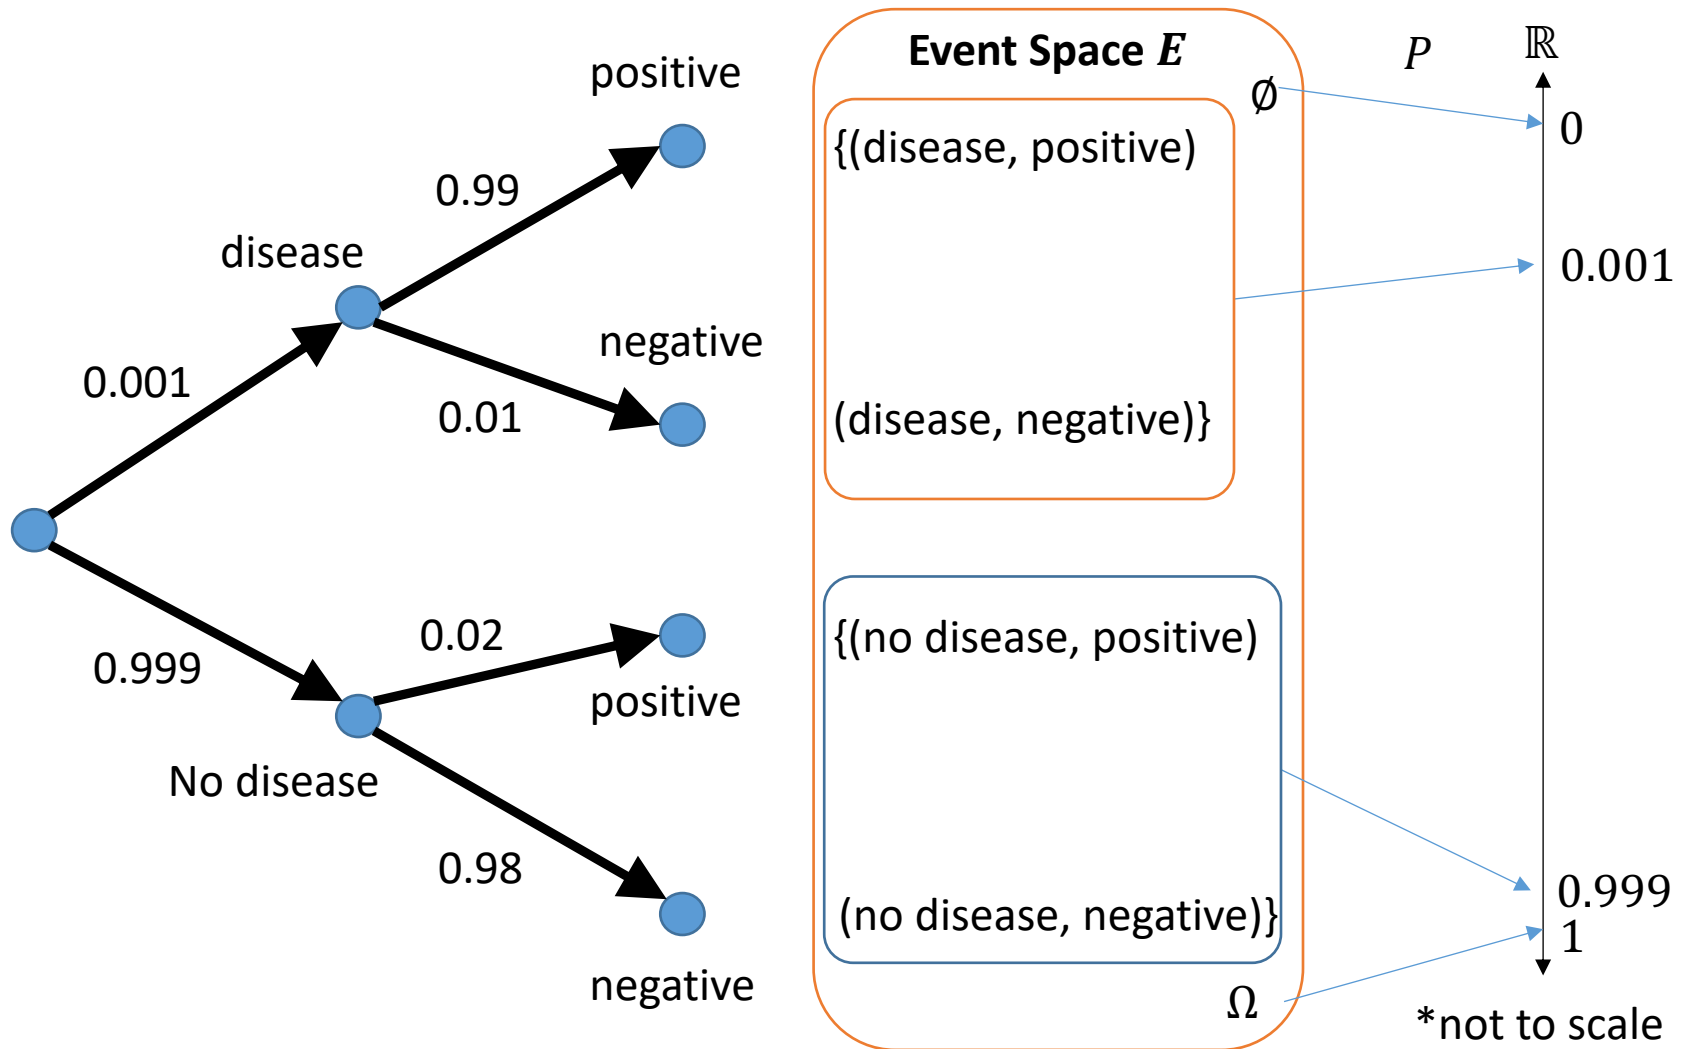 positive
0.99
disease
negative
0.001
0.01
0.02
0.999
positive
No disease
0.98
negative
Event Space E
∅
{(disease, positive)
(disease, negative)}
{(no disease, positive)
(no disease, negative)}
Ω
P
ℝ
0
0.001
0.999
1
*not to scale